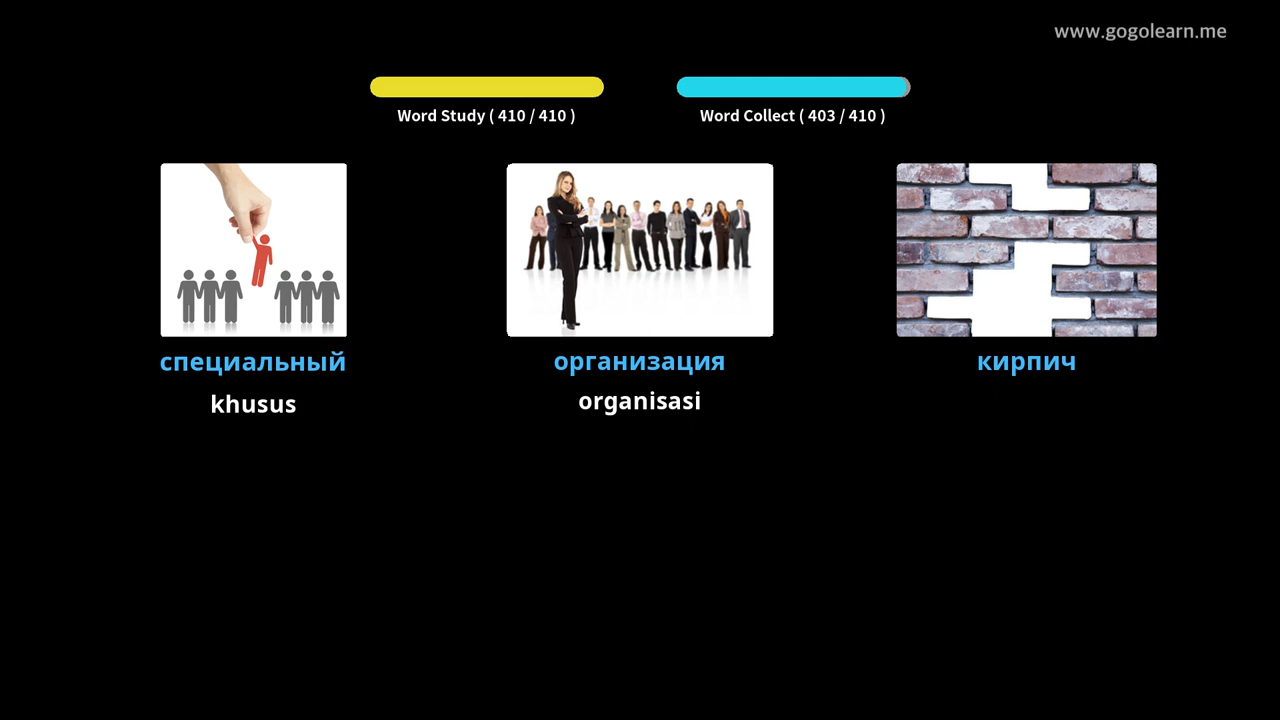 www.gogolearn.me
Word Study ( 410 / 410 )
Word Collect ( 403 / 410 )
специальный
организация
кирпич
khusus
organisasi